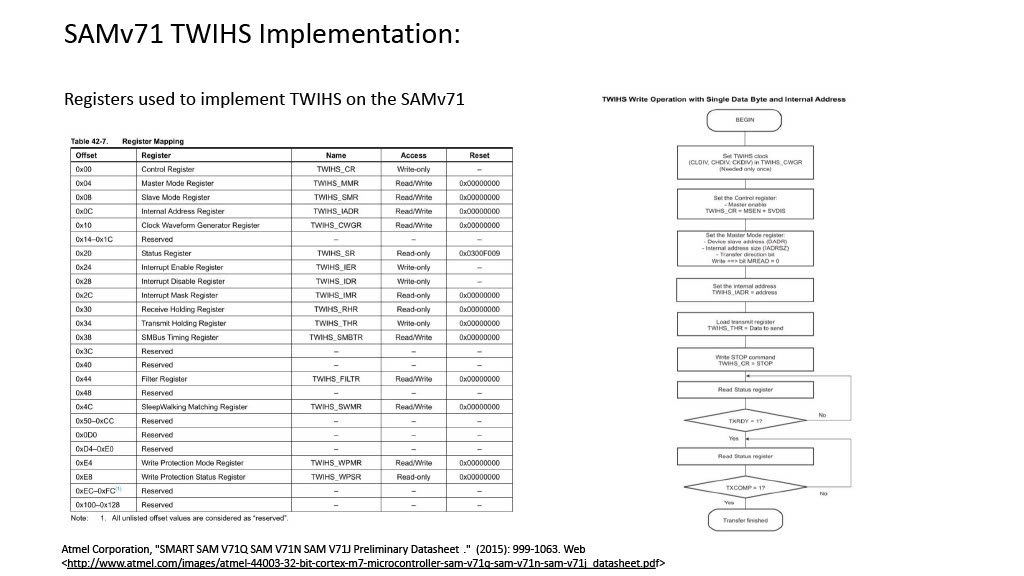 SAMv71 TWIHS Implementation:
Registers used to implement TWIHS on the SAMv71
Table 42-7. Register Mapping
Offset Register Name Access Reset
0x00 Control Register TWIHS_CR Write-only –
0x04 Master Mode Register TWIHS_MMR Read/Write 0x00000000
0x08 Slave Mode Register TWIHS_SMR Read/Write 0x00000000
0x0C Internal Address Register TWIHS_IADR Read/Write 0x00000000
0x10 Clock Waveform Generator Register TWIHS_CWGR Read/Write 0x00000000
0x14–0x1C Reserved – – –
0x20 Status Register TWIHS_SR Read-only 0x0300F009
0x24 Interrupt Enable Register TWIHS_IER Write-only –
0x28 Interrupt Disable Register TWIHS_IDR Write-only –
0x2C Interrupt Mask Register TWIHS_IMR Read-only 0x00000000
0x30 Receive Holding Register TWIHS_RHR Read-only 0x00000000
0x34 Transmit Holding Register TWIHS_THR Write-only 0x00000000
0x38 SMBus Timing Register TWIHS_SMBTR Read/Write 0x00000000
0x3C Reserved – – –
0x40 Reserved – – –
0x44 Filter Register TWIHS_FILTR Read/Write 0x00000000
0x48 Reserved – – –
0x4C SleepWalking Matching Register TWIHS_SWMR Read/Write 0x00000000
0x50–0xCC Reserved – – –
0x0D0 Reserved – – –
0xD4–0xE0 Reserved – – –
0xE4 Write Protection Mode Register TWIHS_WPMR Read/Write 0x00000000
0xE8 Write Protection Status Register TWIHS_WPSR Read-only 0x00000000
0xEC–0xFC(1) Reserved – – –
0x100–0x128 Reserved – – –
Note: 1. All unlisted offset values are considered as “reserved”.
TWIHS Write Operation with Single Data Byte and Internal Address
BEGIN
Set TWIHS clock
(CLDIV, CHDIV, CKDIV) in TWIHS_CWGR
(Needed only once)
Set the Control register:
- Master enable
TWIHS_CR = MSEN + SVDIS
Set the Master Mode register:
- Device slave address (DADR)
- Internal address size (IADRSZ)
- Transfer direction bit
Write ==> bit MREAD = 0
Set the internal address
TWIHS_IADR = address
Load transmit register
TWIHS_THR = Data to send
Write STOP command
TWIHS_CR = STOP
Read Status register
TXRDY = 1?
No
Yes
Read Status register
TXCOMP = 1?
No
Yes
Transfer finished
Atmel Corporation, "SMART SAM V71Q SAM V71N SAM V71J Preliminary Datasheet ." (2015): 999-1063. Web
<http://www.atmel.com/images/atmel-44003-32-bit-cortex-m7-microcontroller-sam-v71q-sam-v71n-sam-v71j_datasheet.pdf>